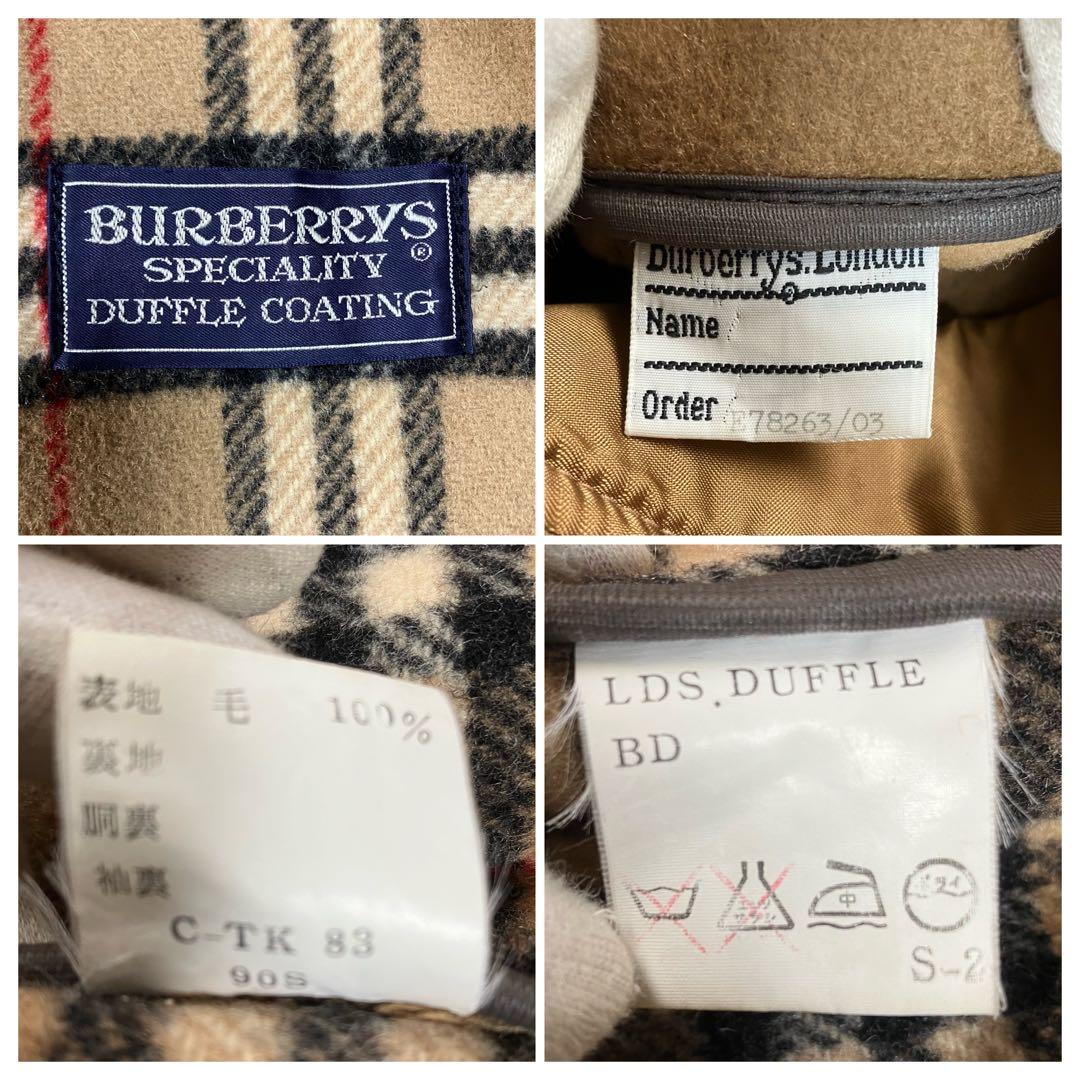 BURBERRYS
SPECIALITY ®
DUFFLE COATING
Burberrys.London
Name
Order E78263/03
表地 毛 100%
裏地
胴裏
袖裏
C-TK 83
90S
LDS.DUFFLE
BD
S-2